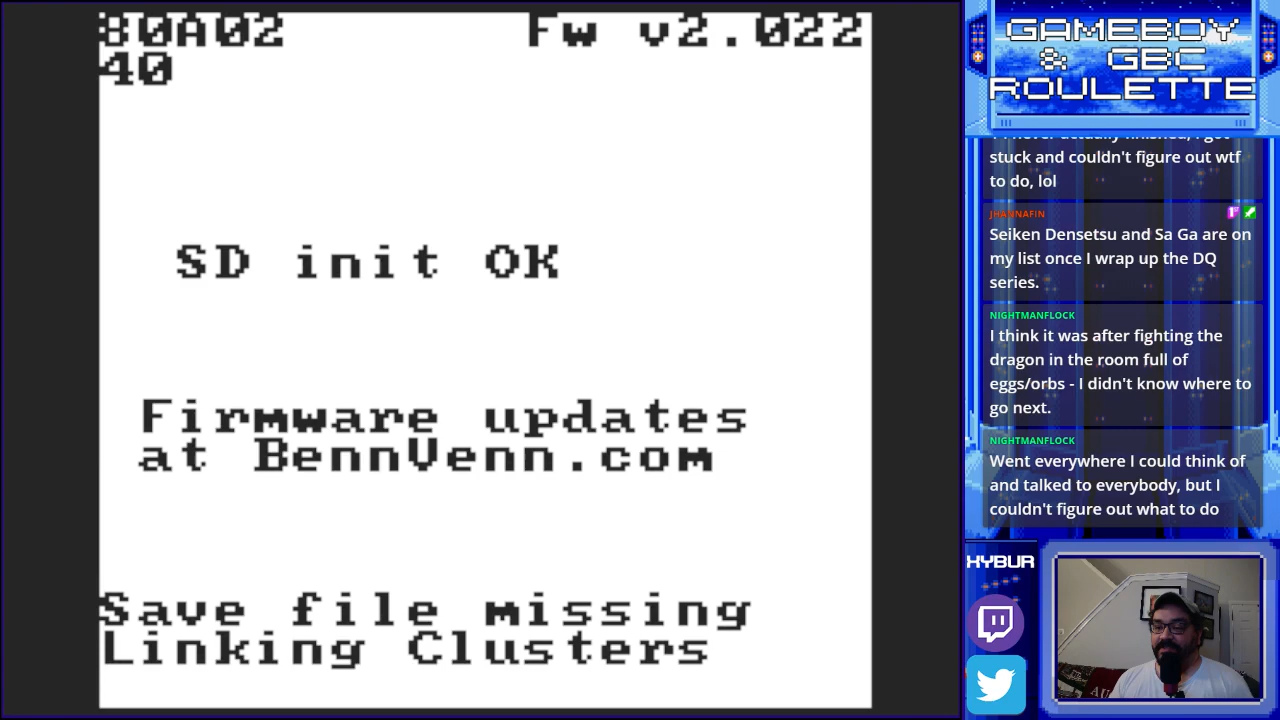 80A02 Fw v2.022
40
SD init OK
Firmware updates
at BennVenn.com
Save file missing
Linking Clusters
GAMEBOY
& GBC
ROULETTE
stuck and couldn't figure out wtf
to do, lol
JHANNAFIN
Seiken Densetsu and Sa Ga are on
my list once I wrap up the DQ
series.
NIGHTMANFLOCK
I think it was after fighting the
dragon in the room full of
eggs/orbs - I didn't know where to
go next.
NIGHTMANFLOCK
Went everywhere I could think of
and talked to everybody, but I
couldn't figure out what to do
HYBUR